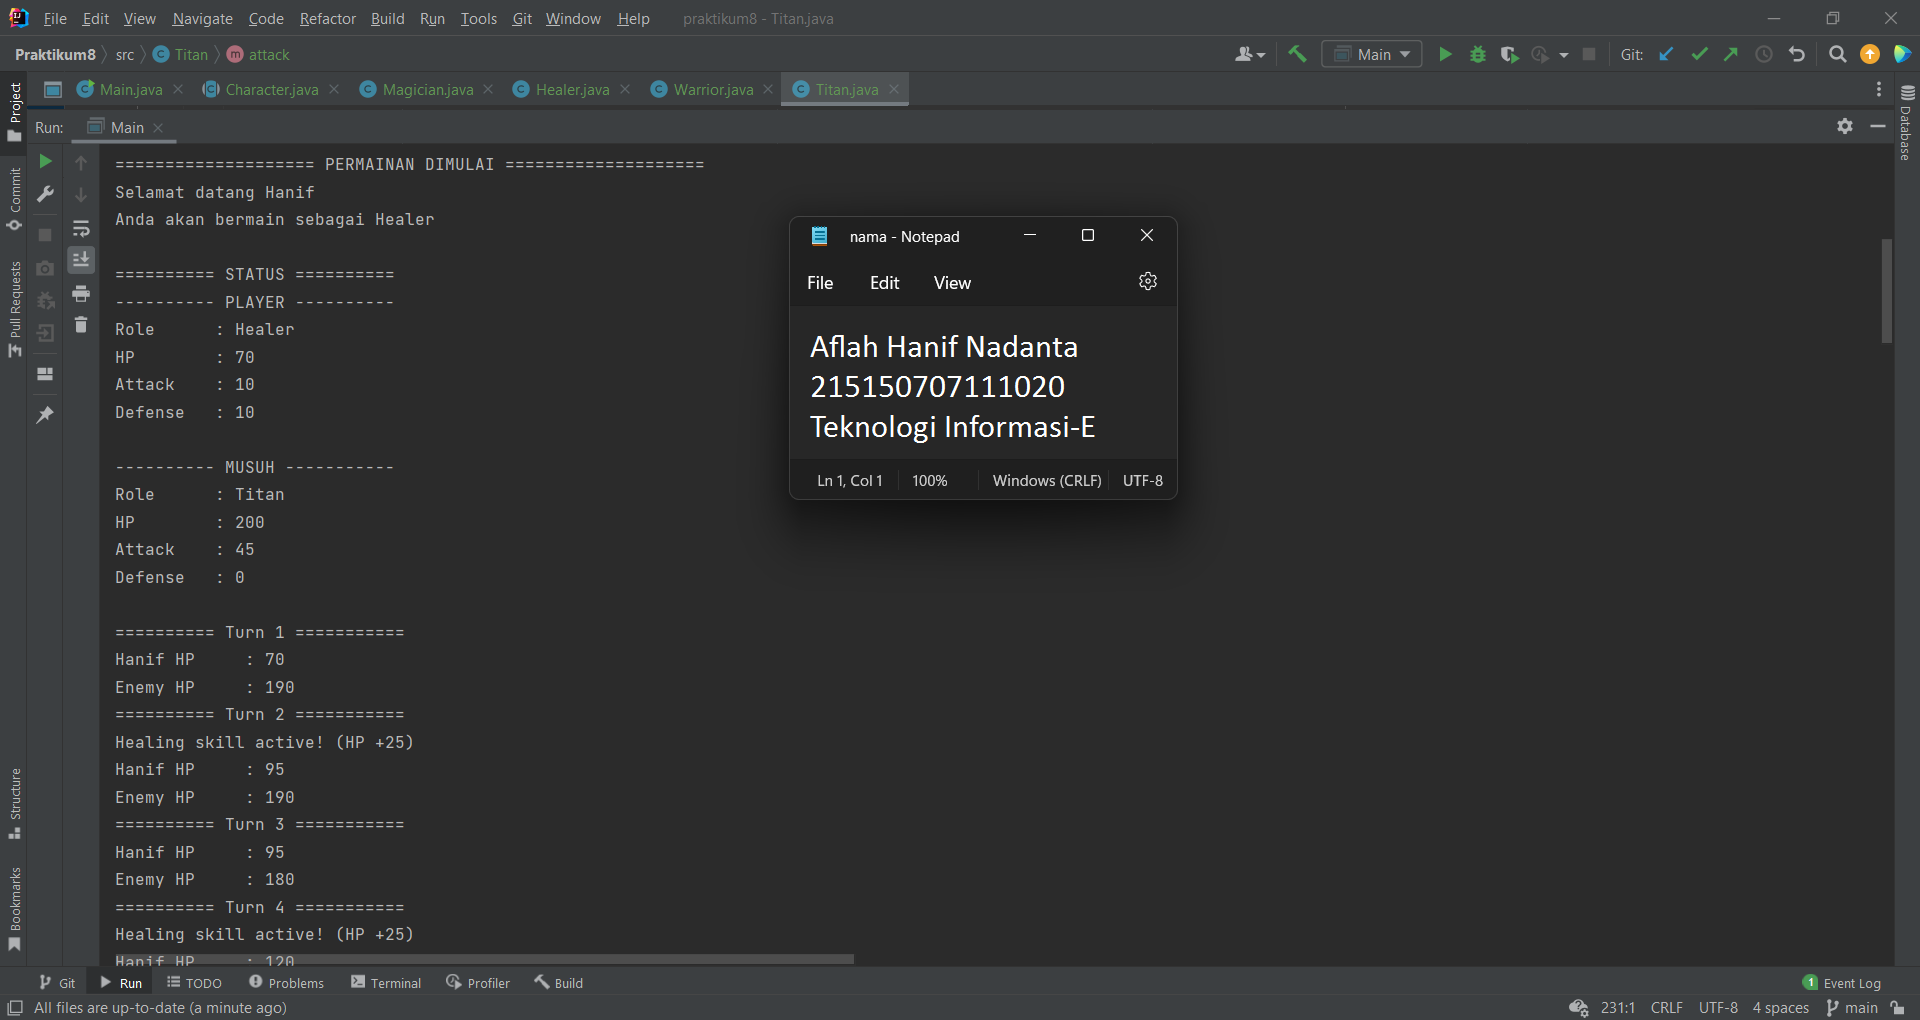 File Edit View Navigate Code Refactor Build Run Tools Git Window Help praktikum8 - Titan.java
Praktikum8 src Titan m attack Main Git:
Main.java Character.java Magician.java Healer.java Warrior.java Titan.java
Run: Main
Project
Commit
Pull Requests
Structure
Bookmarks
Database
==================== PERMAINAN DIMULAI ====================
Selamat datang Hanif
Anda akan bermain sebagai Healer
========== STATUS ==========
---------- PLAYER ----------
Role : Healer
HP : 70
Attack : 10
Defense : 10
---------- MUSUH -----------
Role : Titan
HP : 200
Attack : 45
Defense : 0
========== Turn 1 ===========
Hanif HP : 70
Enemy HP : 190
========== Turn 2 ===========
Healing skill active! (HP +25)
Hanif HP : 95
Enemy HP : 190
========== Turn 3 ===========
Hanif HP : 95
Enemy HP : 180
========== Turn 4 ===========
Healing skill active! (HP +25)
Hanif HP : 120
nama - Notepad
File Edit View
Aflah Hanif Nadanta
215150707111020
Teknologi Informasi-E
Ln 1, Col 1 100% Windows (CRLF) UTF-8
Git Run TODO Problems Terminal Profiler Build 1 Event Log
All files are up-to-date (a minute ago) 231:1 CRLF UTF-8 4 spaces main